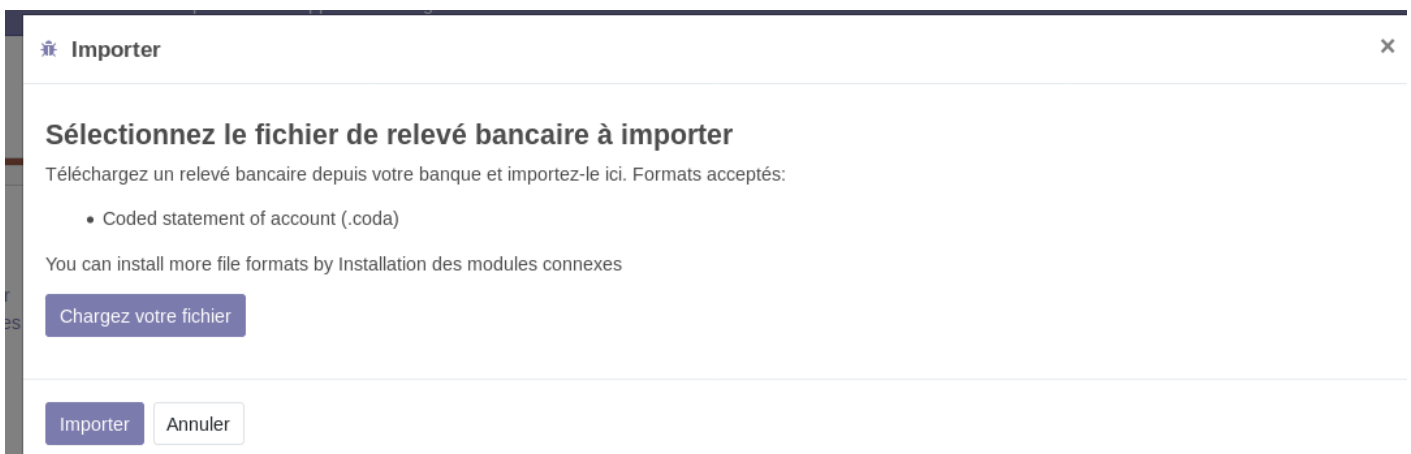 Importer
×
Sélectionnez le fichier de relevé bancaire à importer
Téléchargez un relevé bancaire depuis votre banque et importez-le ici. Formats acceptés:
• Coded statement of account (.coda)
You can install more file formats by Installation des modules connexes
Chargez votre fichier
Importer
Annuler